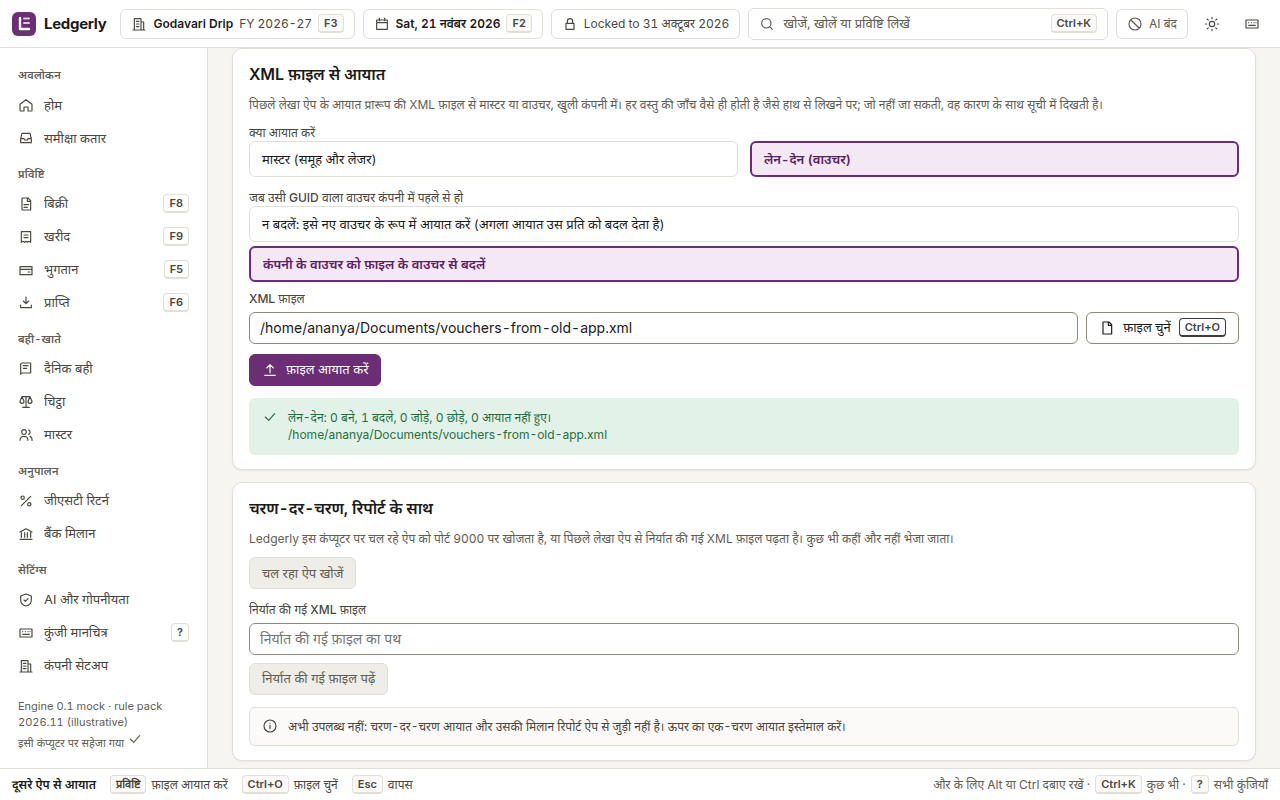 Ledgerly
Godavari Drip FY 2026-27 F3
Sat, 21 नवंबर 2026 F2
Locked to 31 अक्टूबर 2026
खोजें, खोलें या प्रविष्टि लिखें Ctrl+K
AI बंद
अवलोकन
होम
समीक्षा कतार
प्रविष्टि
बिक्री F8
खरीद F9
भुगतान F5
प्राप्ति F6
बही-खाते
दैनिक बही
चिट्ठा
मास्टर
अनुपालन
जीएसटी रिटर्न
बैंक मिलान
सेटिंग्स
AI और गोपनीयता
कुंजी मानचित्र ?
कंपनी सेटअप
Engine 0.1 mock · rule pack
2026.11 (illustrative)
इसी कंप्यूटर पर सहेजा गया
XML फ़ाइल से आयात
पिछले लेखा ऐप के आयात प्रारूप की XML फ़ाइल से मास्टर या वाउचर, खुली कंपनी में। हर वस्तु की जाँच वैसे ही होती है जैसे हाथ से लिखने पर; जो नहीं जा सकती, वह कारण के साथ सूची में दिखती है।
क्या आयात करें
मास्टर (समूह और लेजर)
लेन-देन (वाउचर)
जब उसी GUID वाला वाउचर कंपनी में पहले से हो
न बदलें: इसे नए वाउचर के रूप में आयात करें (अगला आयात उस प्रति को बदल देता है)
कंपनी के वाउचर को फ़ाइल के वाउचर से बदलें
XML फ़ाइल
/home/ananya/Documents/vouchers-from-old-app.xml
फ़ाइल चुनें Ctrl+O
फ़ाइल आयात करें
लेन-देन: 0 बने, 1 बदले, 0 जोड़े, 0 छोड़े, 0 आयात नहीं हुए।
/home/ananya/Documents/vouchers-from-old-app.xml
चरण-दर-चरण, रिपोर्ट के साथ
Ledgerly इस कंप्यूटर पर चल रहे ऐप को पोर्ट 9000 पर खोजता है, या पिछले लेखा ऐप से निर्यात की गई XML फ़ाइल पढ़ता है। कुछ भी कहीं और नहीं भेजा जाता।
चल रहा ऐप खोजें
निर्यात की गई XML फ़ाइल
निर्यात की गई फ़ाइल का पथ
निर्यात की गई फ़ाइल पढ़ें
अभी उपलब्ध नहीं: चरण-दर-चरण आयात और उसकी मिलान रिपोर्ट ऐप से जुड़ी नहीं है। ऊपर का एक-चरण आयात इस्तेमाल करें।
दूसरे ऐप से आयात प्रविष्टि फ़ाइल आयात करें Ctrl+O फ़ाइल चुनें Esc वापस
और के लिए Alt या Ctrl दबाए रखें · Ctrl+K कुछ भी · ? सभी कुंजियाँ